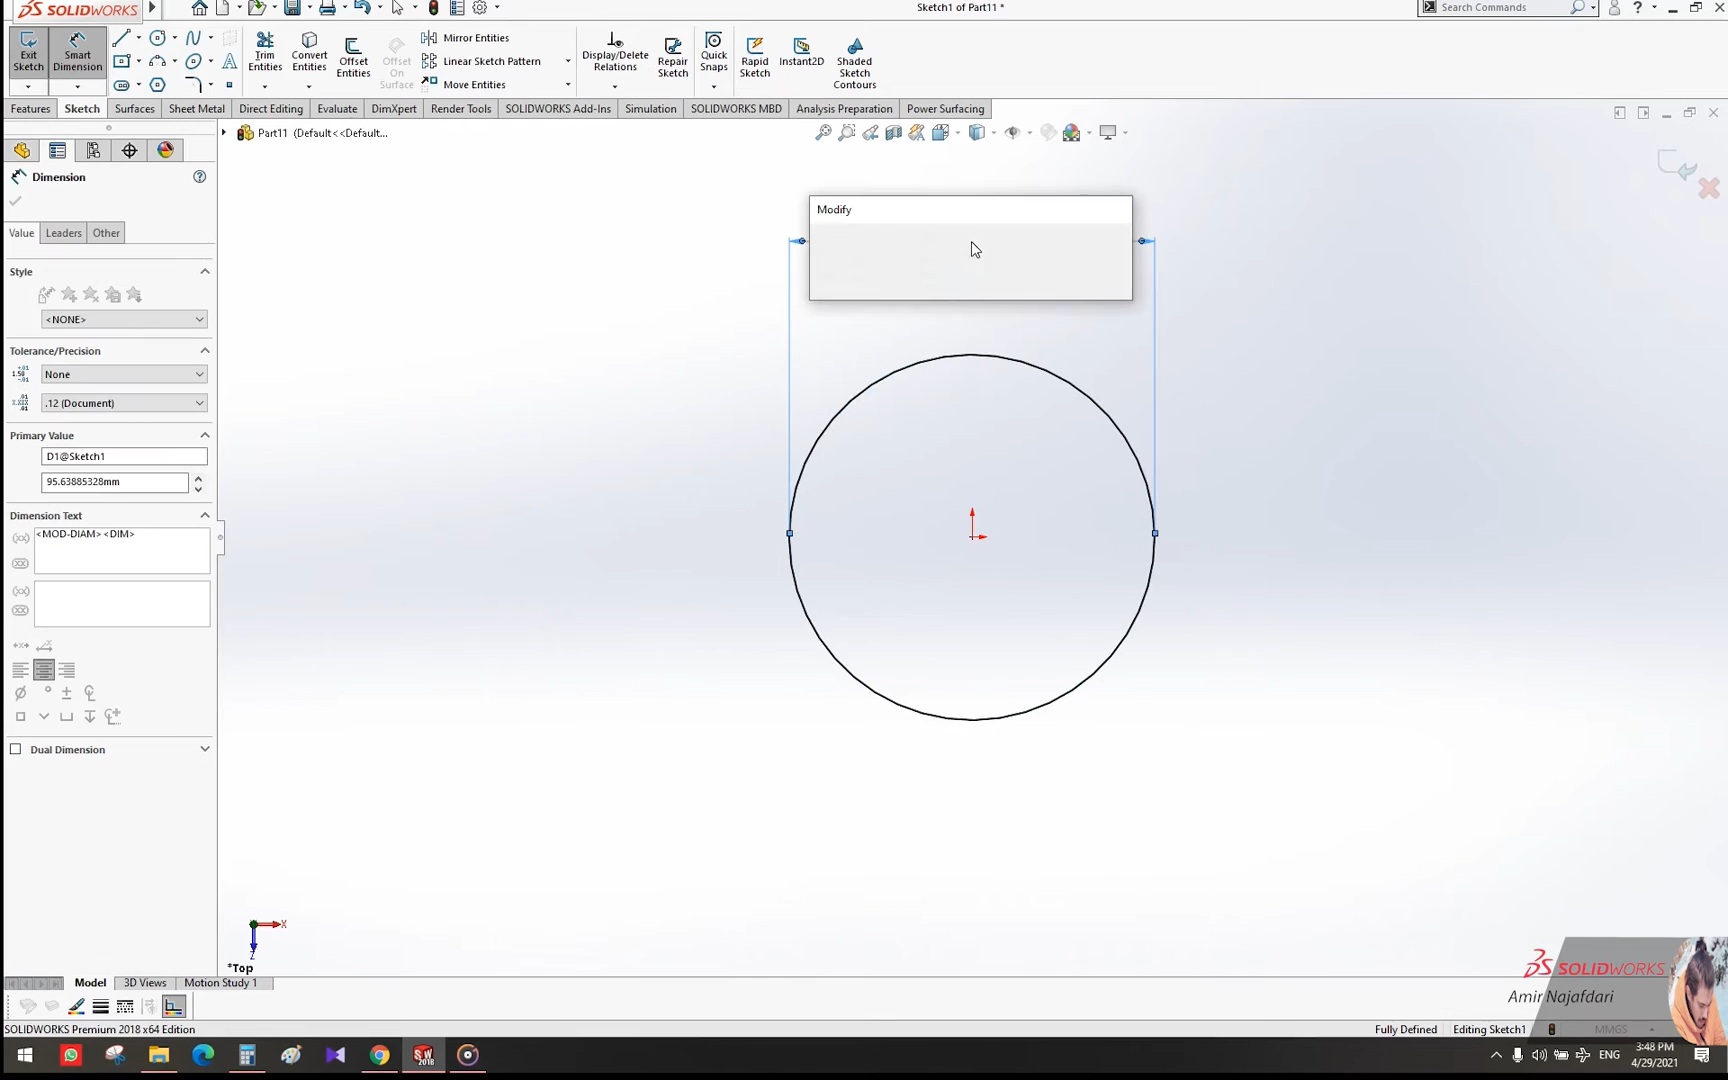 SOLIDWORKS
Sketch1 of Part11 *
Search Commands
?
Exit Sketch
Smart Dimension
Trim Entities
Convert Entities
Offset Entities
Offset On Surface
Mirror Entities
Linear Sketch Pattern
Move Entities
Display/Delete Relations
Repair Sketch
Quick Snaps
Rapid Sketch
Instant2D
Shaded Sketch Contours
Features
Sketch
Surfaces
Sheet Metal
Direct Editing
Evaluate
DimXpert
Render Tools
SOLIDWORKS Add-Ins
Simulation
SOLIDWORKS MBD
Analysis Preparation
Power Surfacing
Part11 (Default<<Default...
Dimension
Value
Leaders
Other
Style
<NONE>
Tolerance/Precision
None
.12 (Document)
Primary Value
D1@Sketch1
95.63885328mm
Dimension Text
<MOD-DIAM><DIM>
Dual Dimension
Modify
X
Z
*Top
Model
3D Views
Motion Study 1
SOLIDWORKS
Amir Najafdari
SOLIDWORKS Premium 2018 x64 Edition
Fully Defined
Editing Sketch1
MMGS
SW 2018
ENG
3:48 PM
4/29/2021